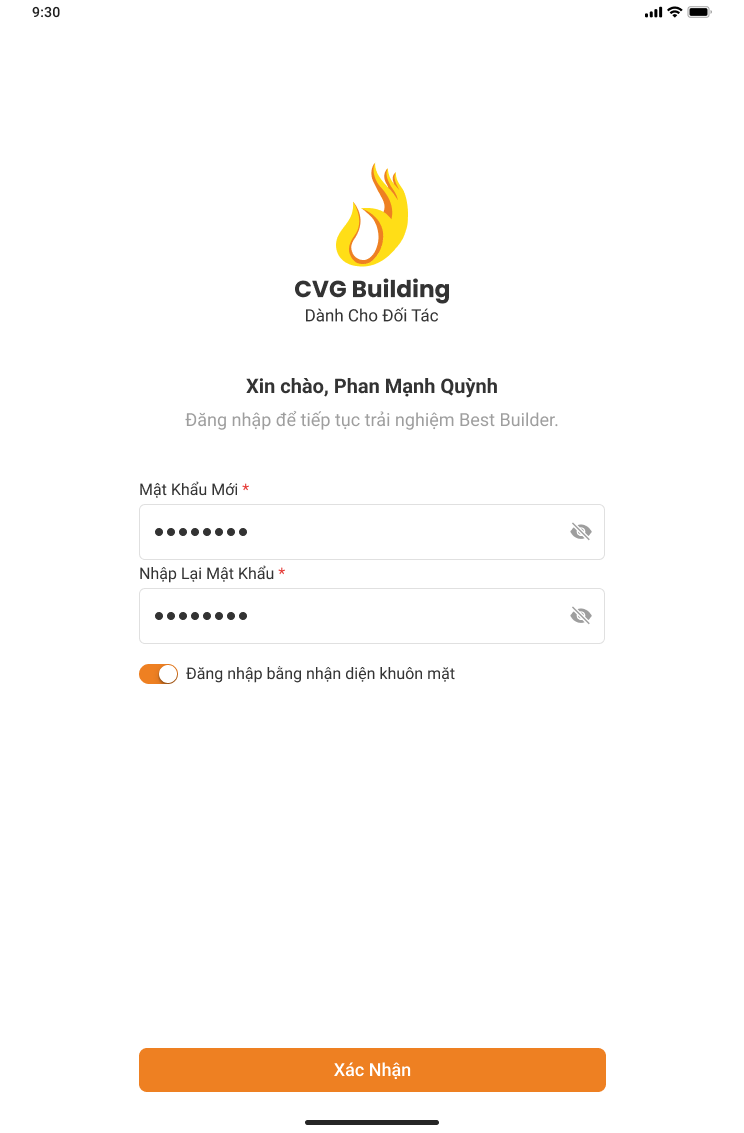 9:30
CVG Building
Dành Cho Đối Tác
Xin chào, Phan Mạnh Quỳnh
Đăng nhập để tiếp tục trải nghiệm Best Builder.
Mật Khẩu Mới *
Nhập Lại Mật Khẩu *
Đăng nhập bằng nhận diện khuôn mặt
Xác Nhận